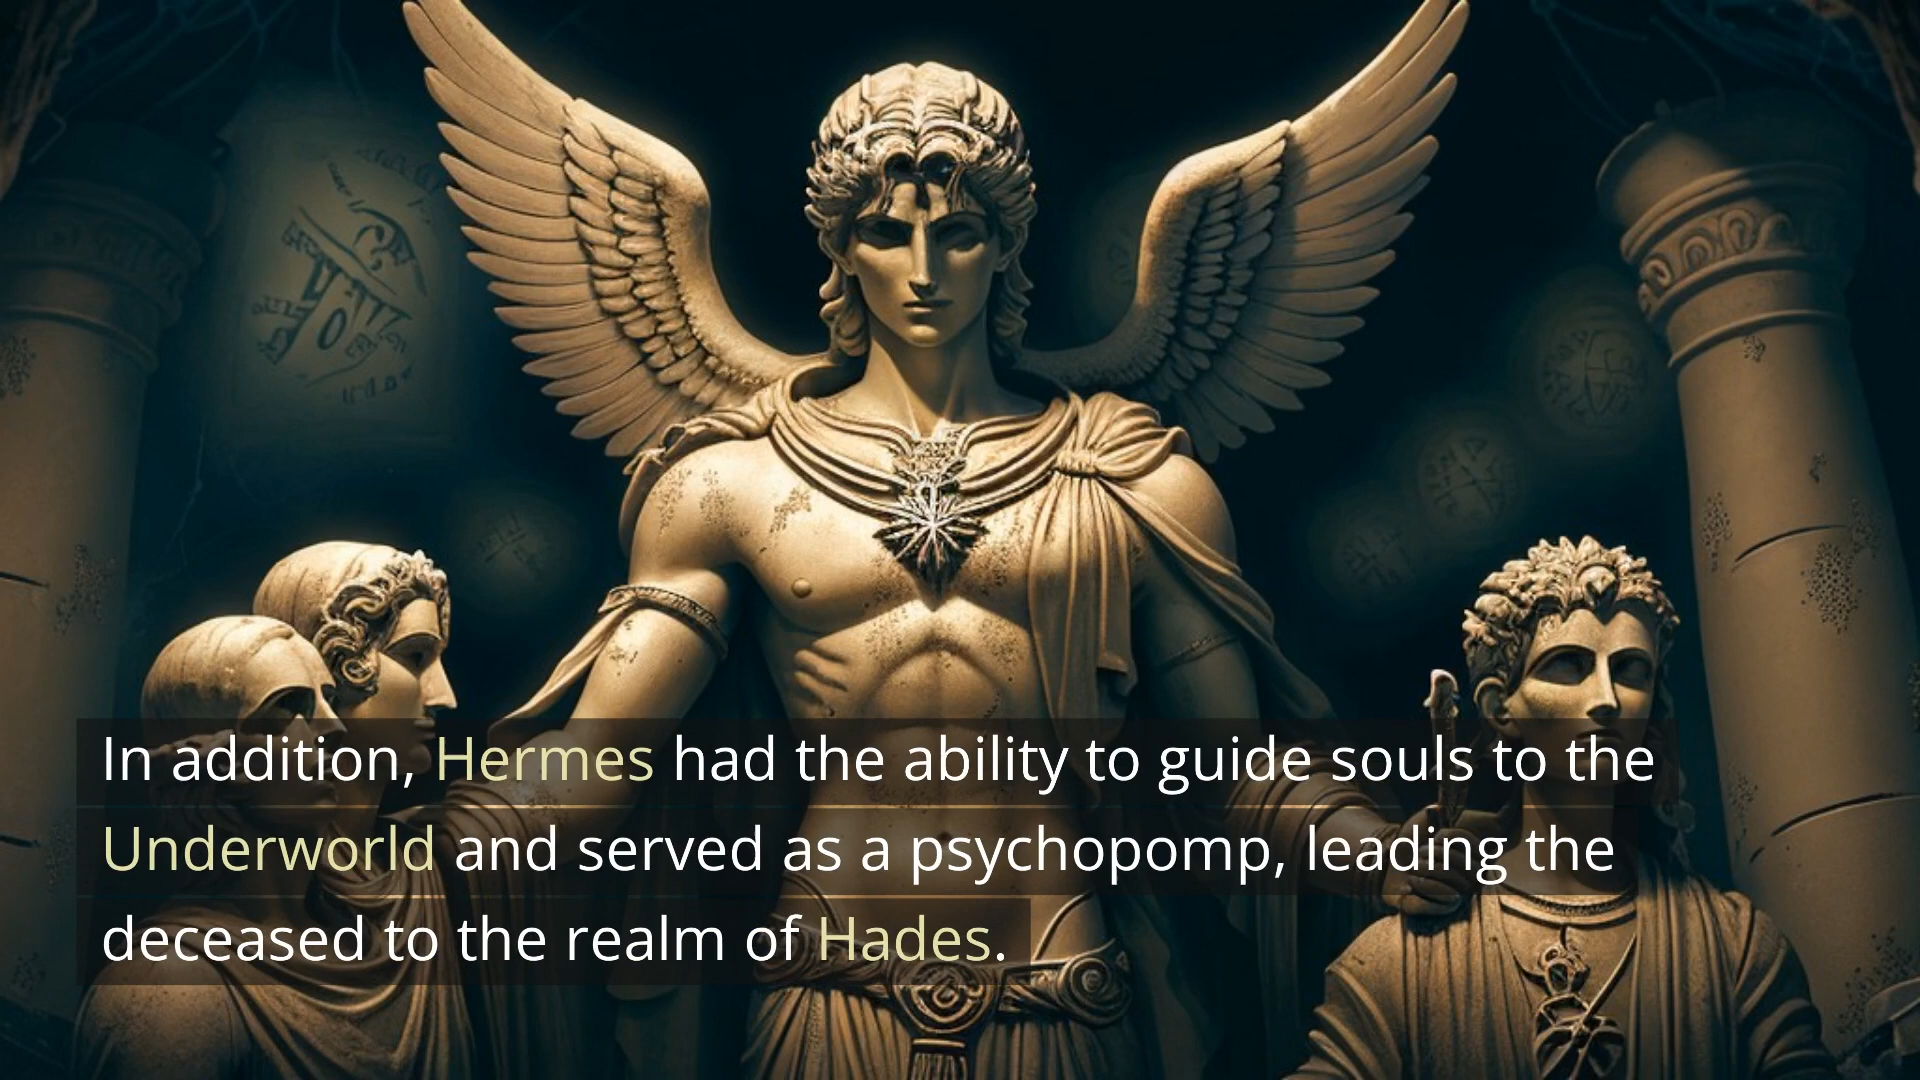 In addition, Hermes had the ability to guide souls to the
Underworld and served as a psychopomp, leading the
deceased to the realm of Hades.